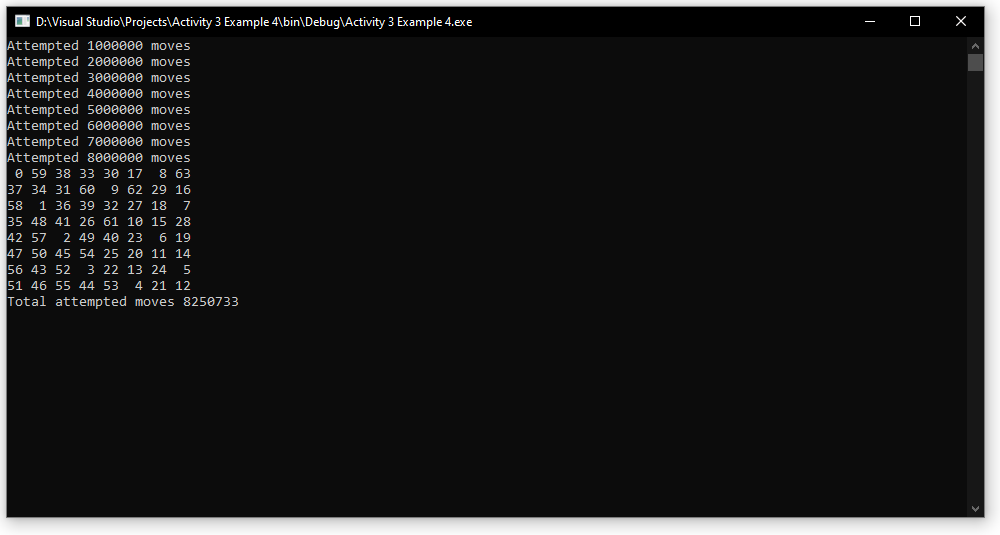 D:\Visual Studio\Projects\Activity 3 Example 4\bin\Debug\Activity 3 Example 4.exe
Attempted 1000000 moves
Attempted 2000000 moves
Attempted 3000000 moves
Attempted 4000000 moves
Attempted 5000000 moves
Attempted 6000000 moves
Attempted 7000000 moves
Attempted 8000000 moves
 0 59 38 33 30 17  8 63
37 34 31 60  9 62 29 16
58  1 36 39 32 27 18  7
35 48 41 26 61 10 15 28
42 57  2 49 40 23  6 19
47 50 45 54 25 20 11 14
56 43 52  3 22 13 24  5
51 46 55 44 53  4 21 12
Total attempted moves 8250733